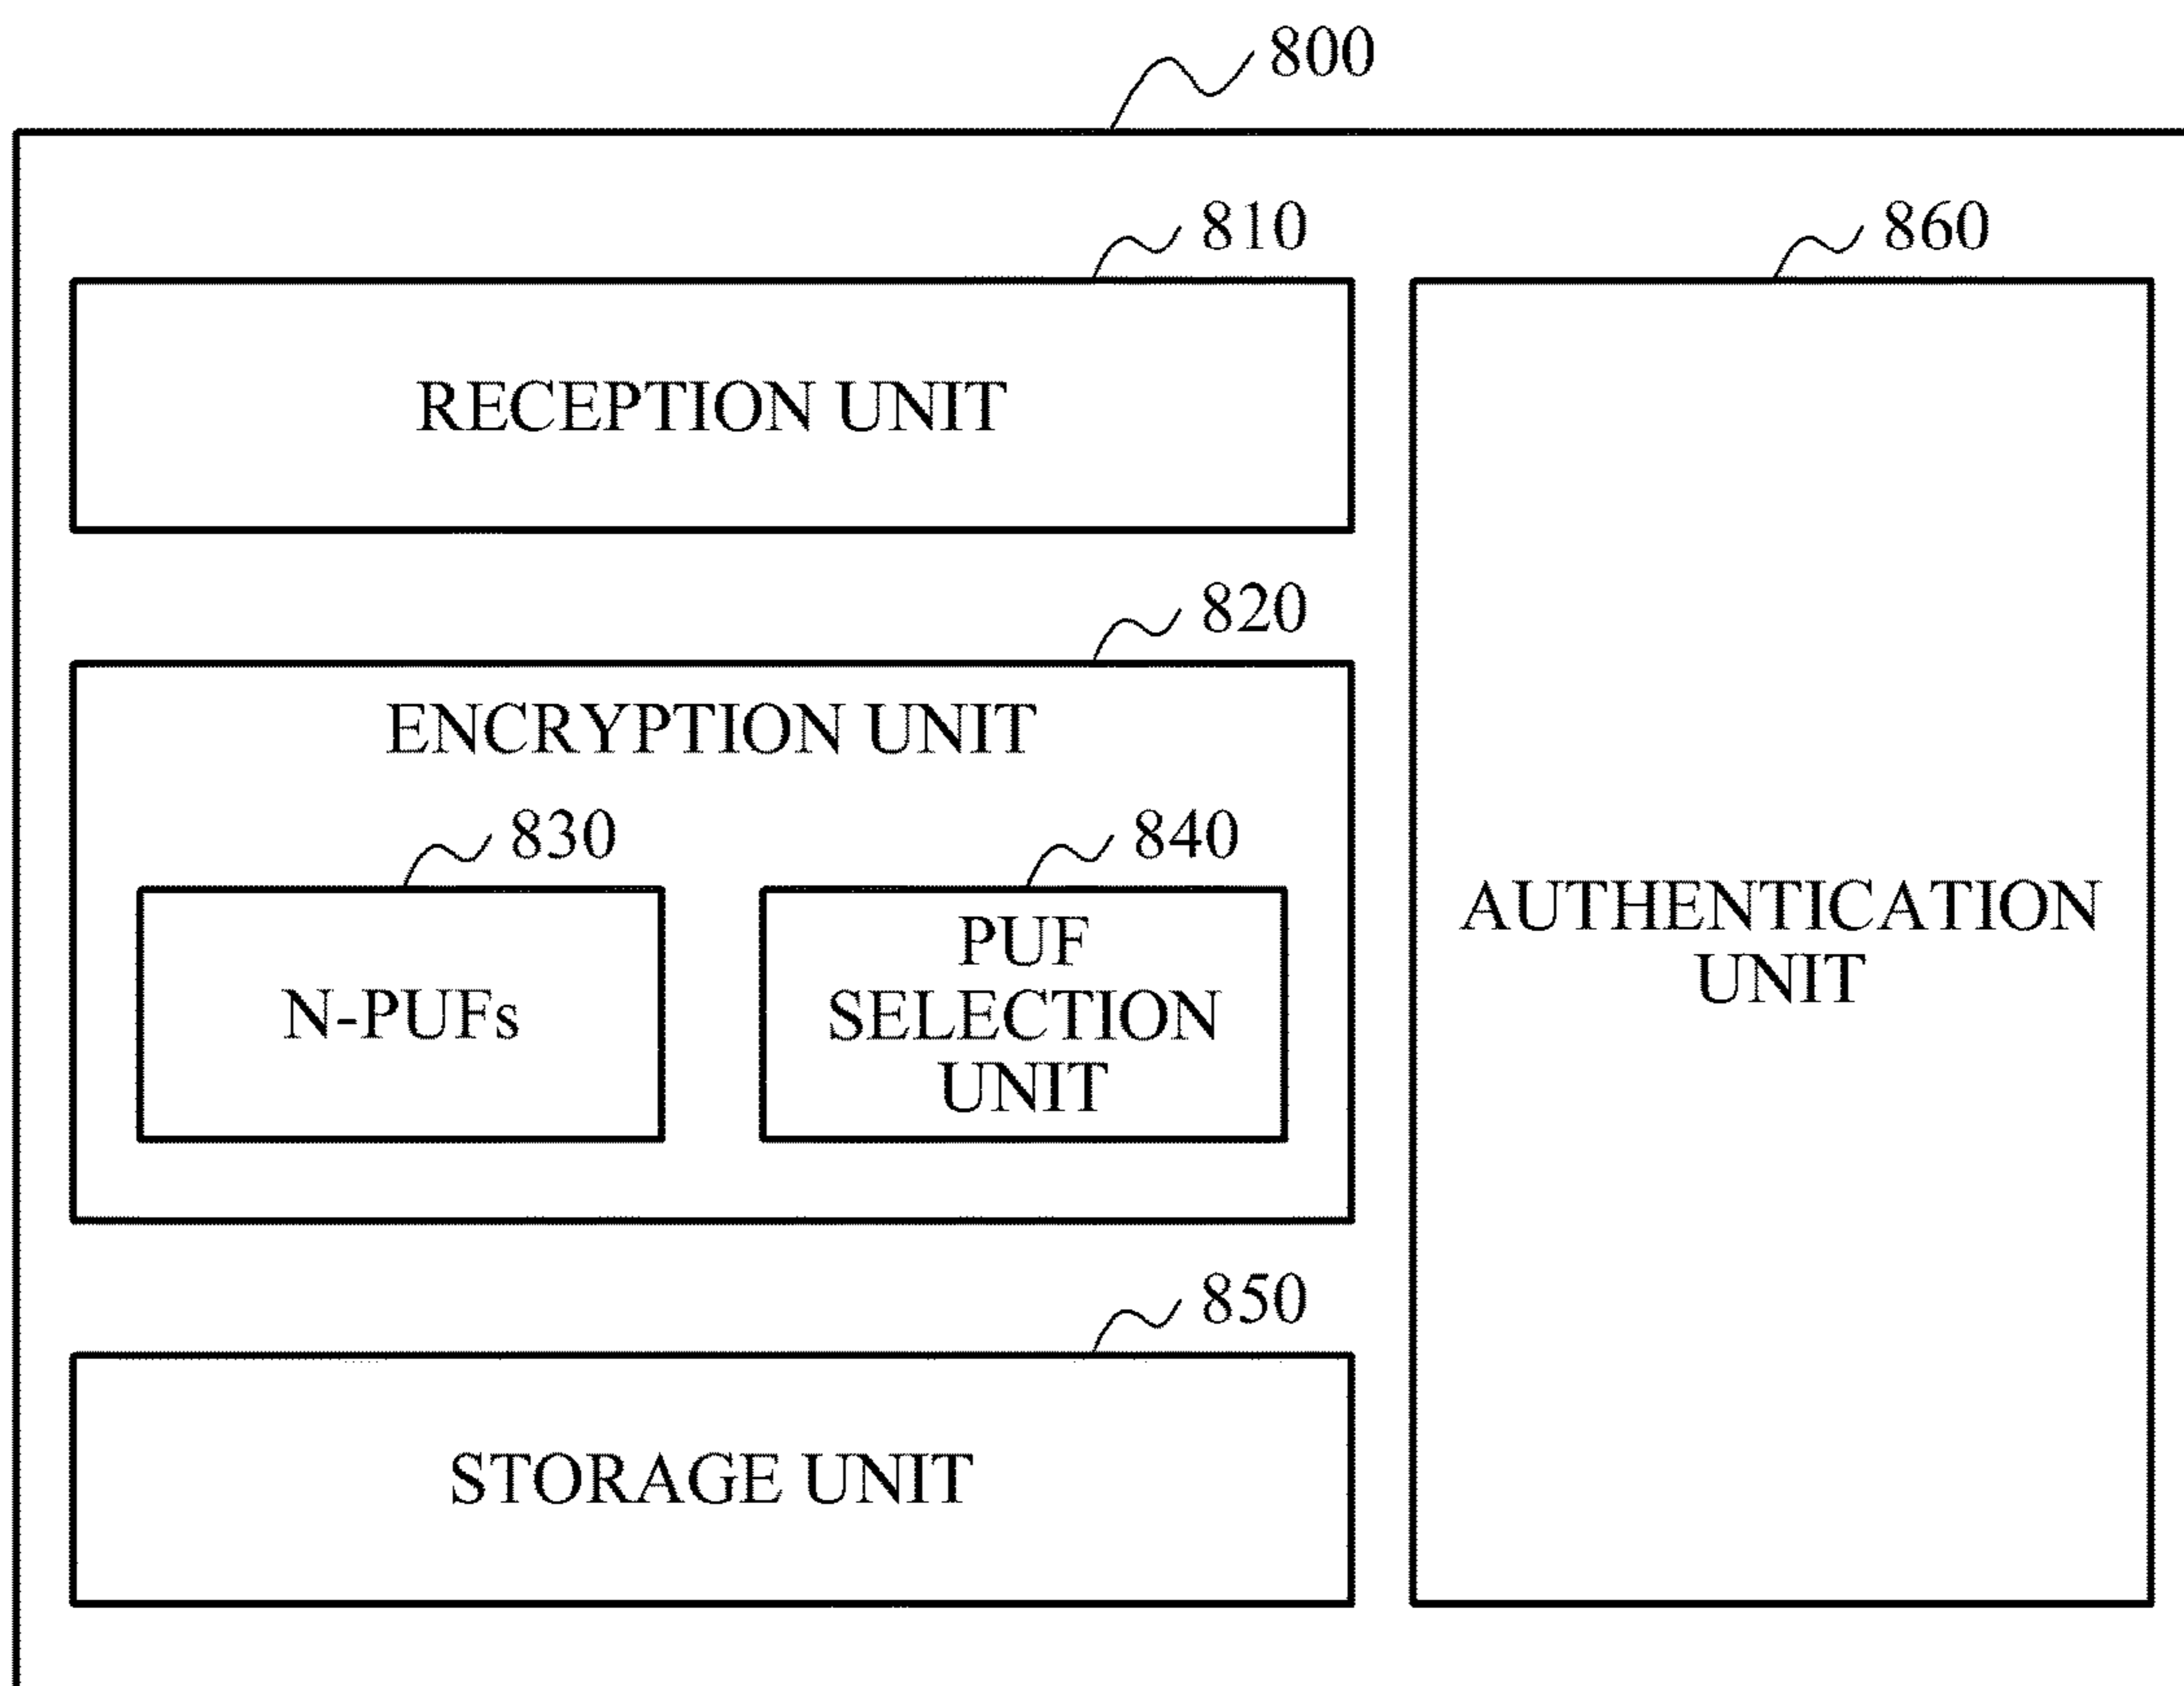 800
810
860
RECEPTION UNIT
820
ENCRYPTION UNIT
830
840
N-PUFs
PUF
SELECTION
UNIT
AUTHENTICATION
UNIT
850
STORAGE UNIT